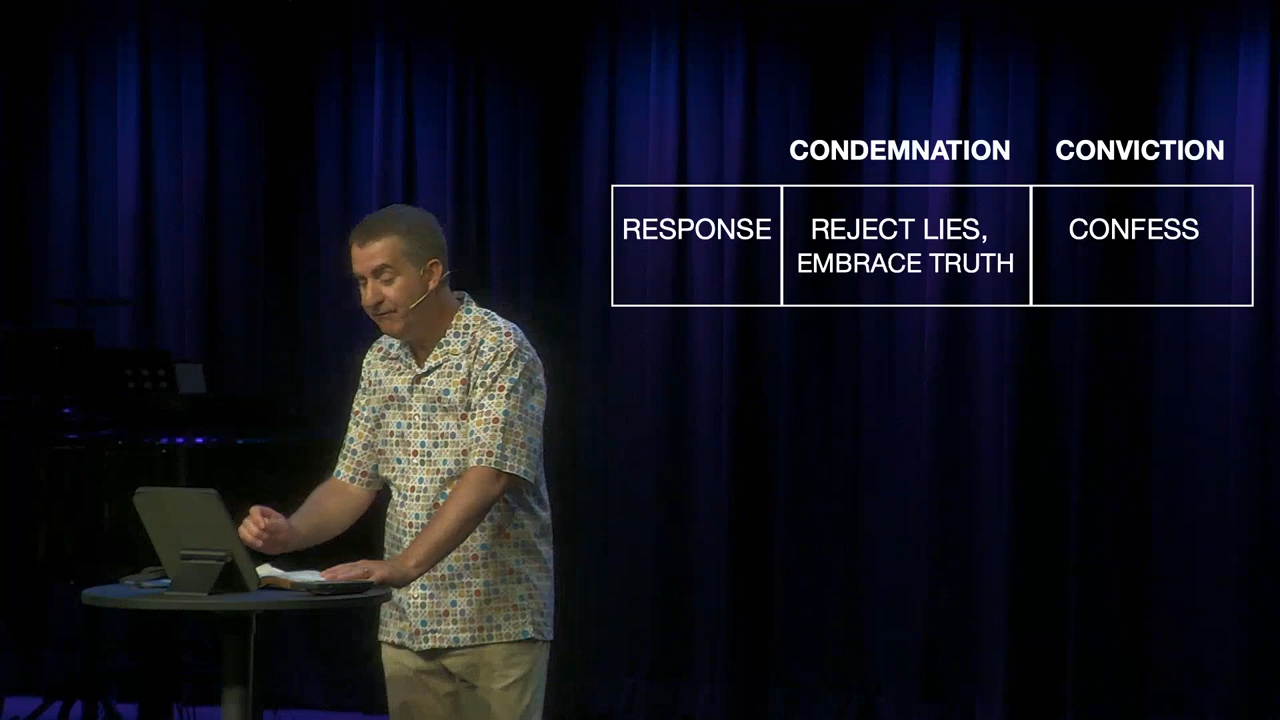 CONDEMNATION CONVICTION
RESPONSE REJECT LIES, CONFESS
EMBRACE TRUTH